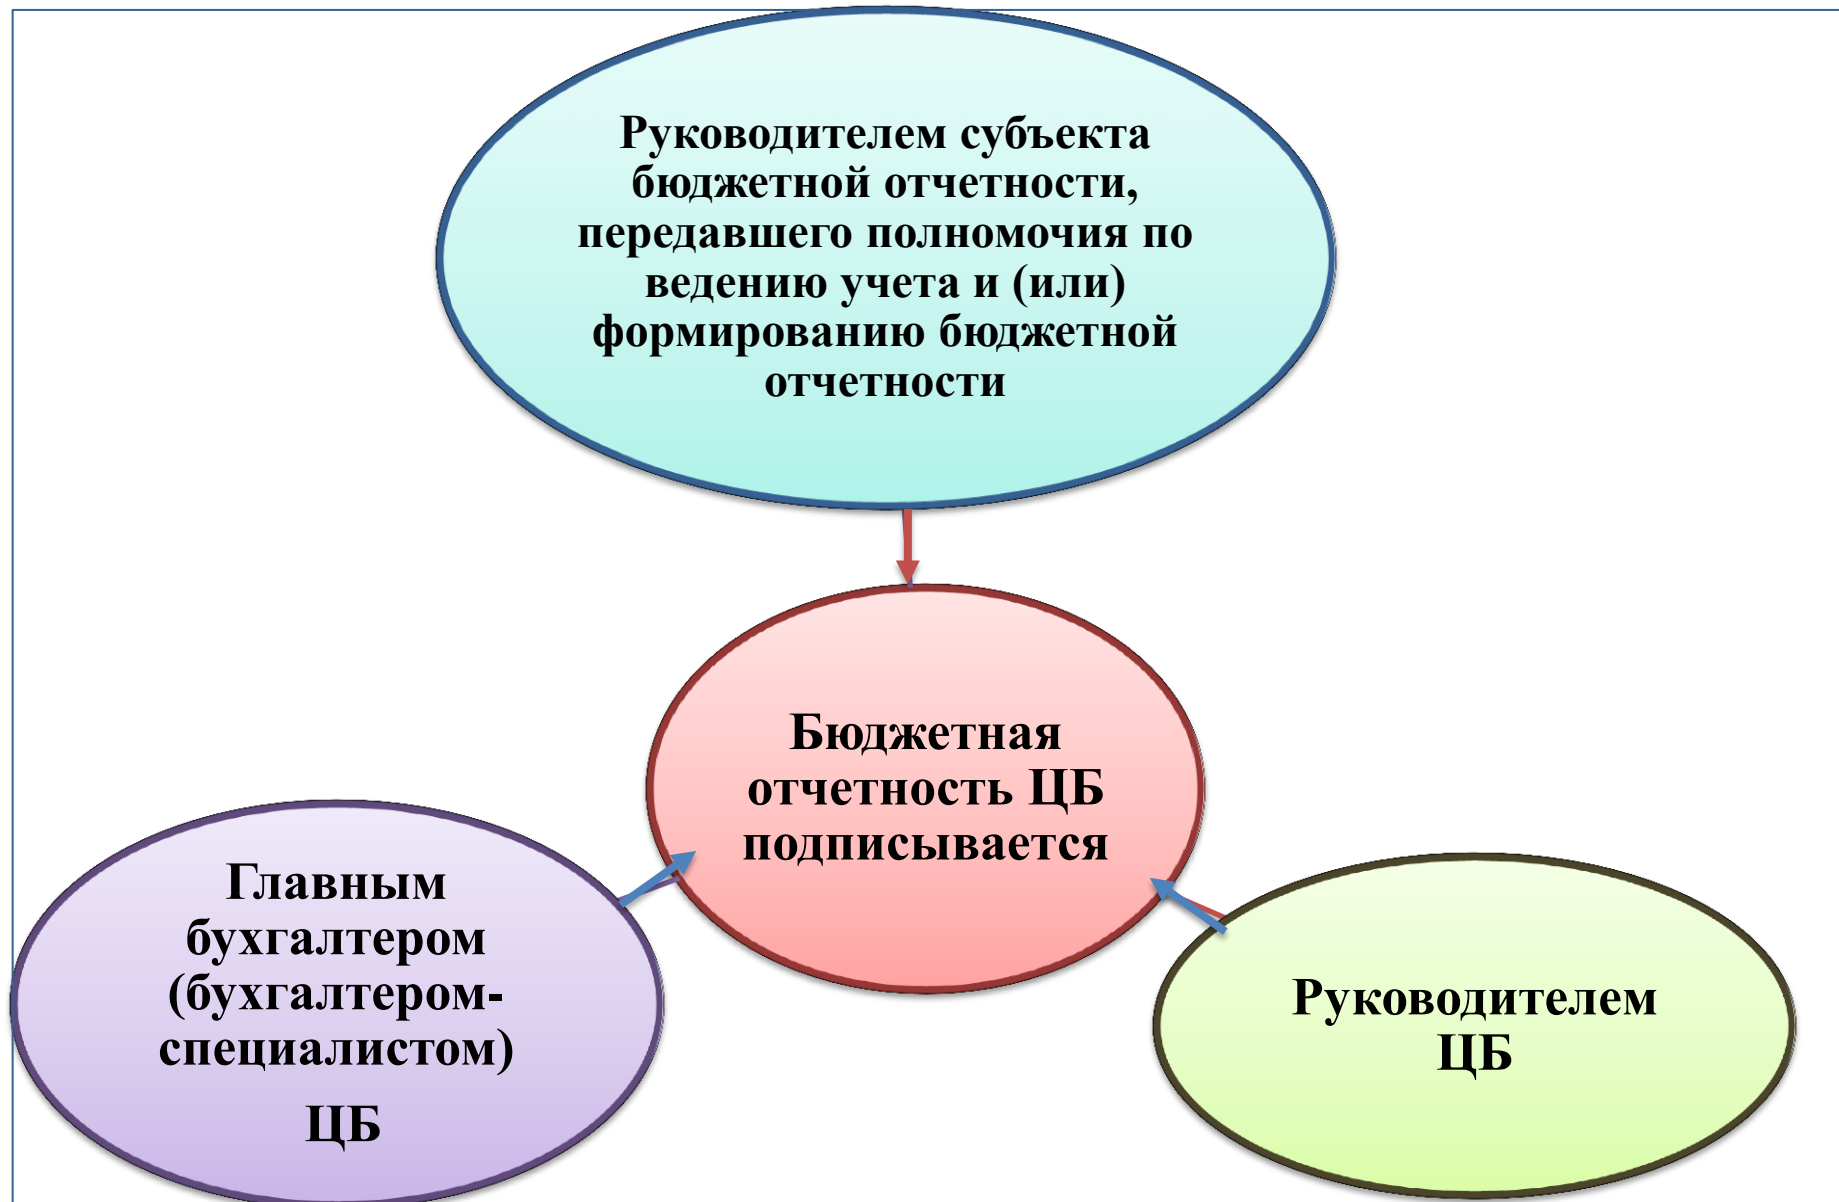 Руководителем субъекта
бюджетной отчетности,
передавшего полномочия по
ведению учета и (или)
формированию бюджетной
отчетности
Бюджетная
отчетность ЦБ
подписывается
Главным
бухгалтером
(бухгалтером-
специалистом)
ЦБ
Руководителем
ЦБ